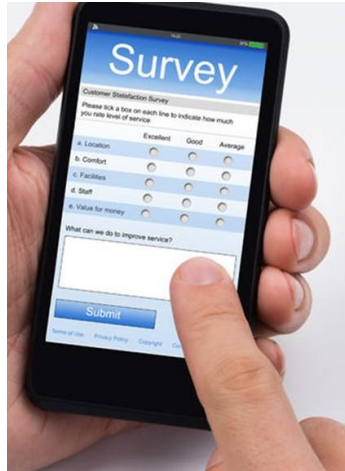 Survey
Customer Statefaction Survey
Please tick a box on each line to indicate how much
you rate level of service
Excellent Good Average
a. Location
b. Comfort
c. Facilities
d. Staff
e. Value for money
What can we do to improve service?
Submit
Terms of Use Privacy Policy Copyright